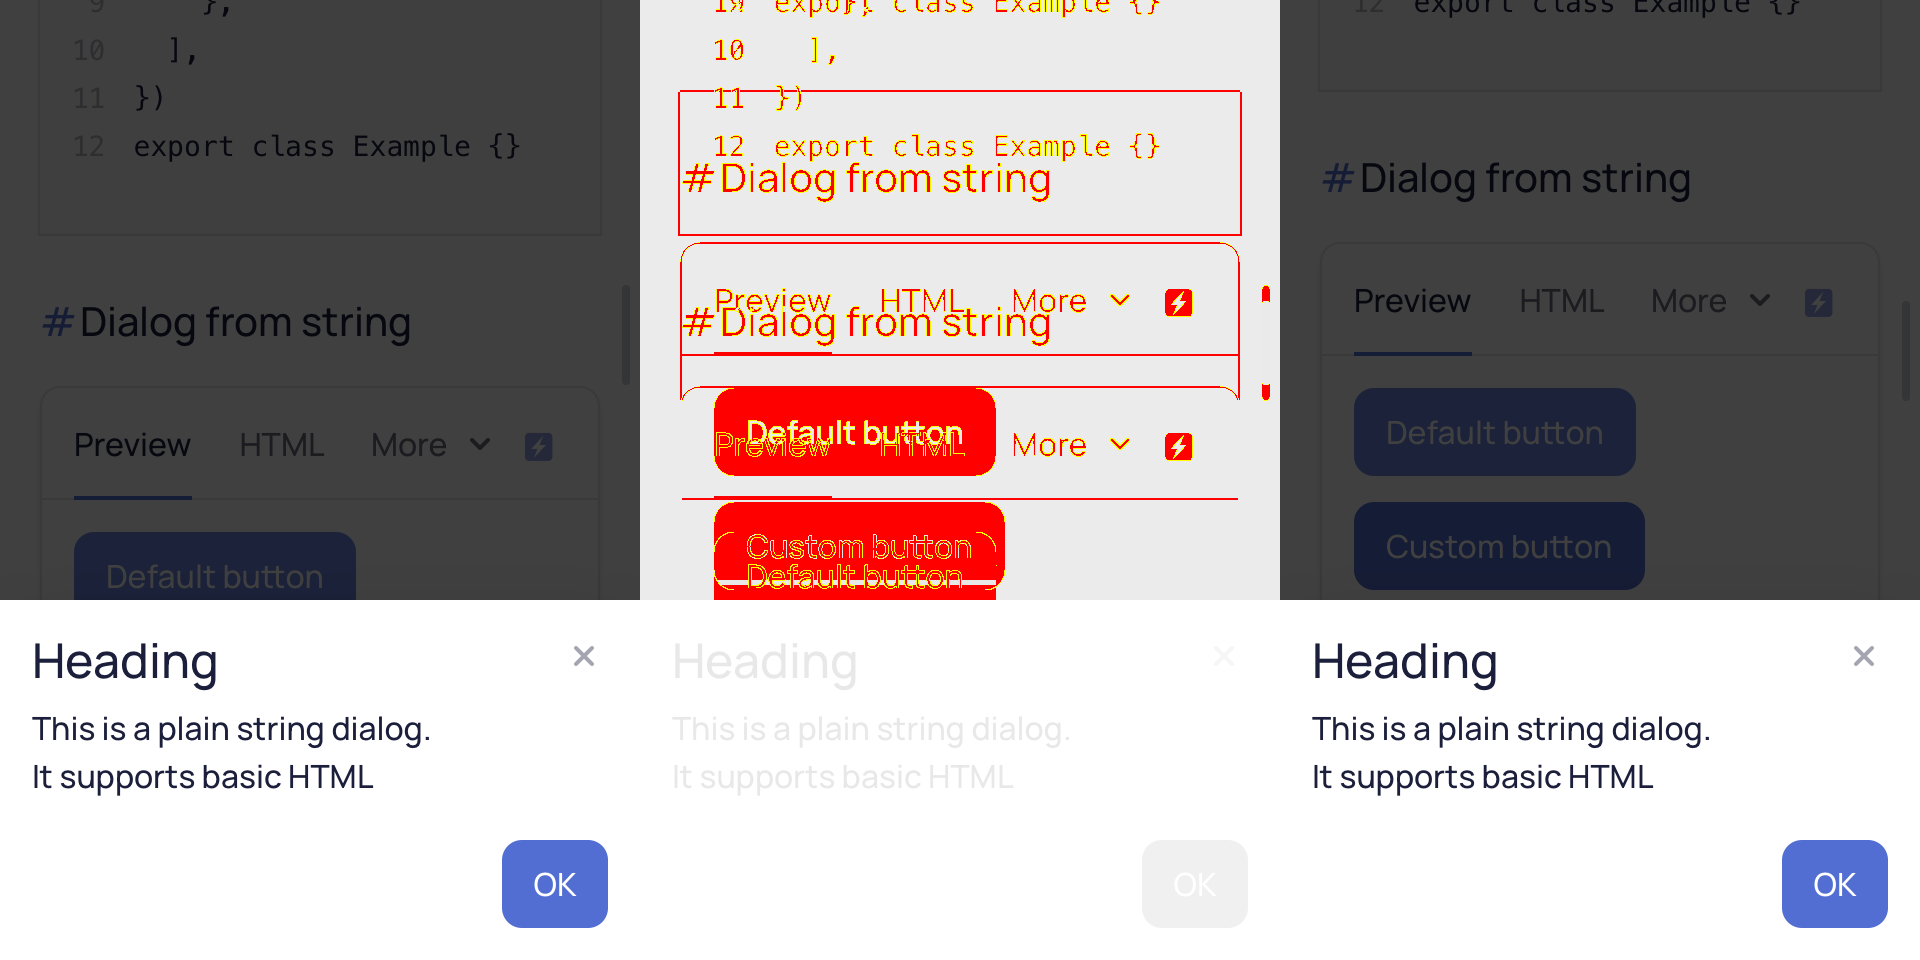 9      },
10   ],
11 })
12 export class Example {}
# Dialog from string
Preview HTML More
Default button
Heading
This is a plain string dialog.
It supports basic HTML
OK
export class Example {}
10   ],
11 })
12 export class Example {}
# Dialog from string
Preview HTML More
# Dialog from string
Default button
Preview HTML More
Custom button
Default button
Heading
This is a plain string dialog.
It supports basic HTML
OK
12 export class Example {}
# Dialog from string
Preview HTML More
Default button
Custom button
Heading
This is a plain string dialog.
It supports basic HTML
OK